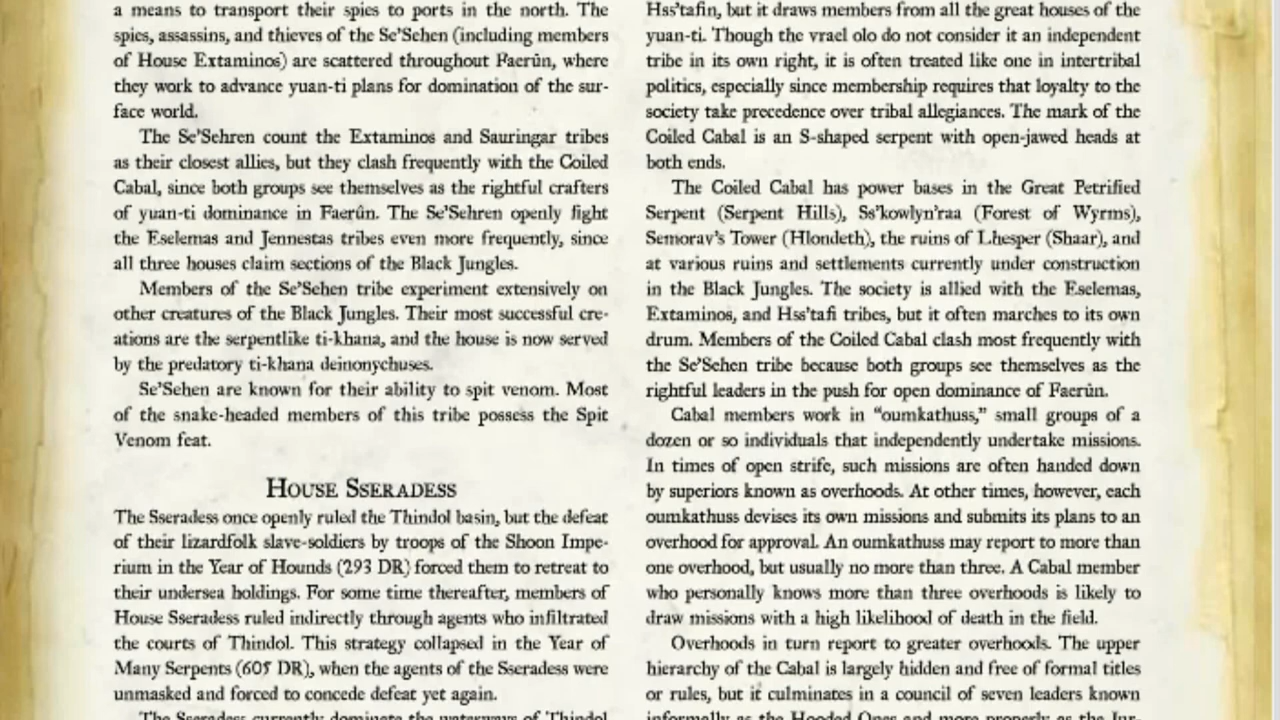 a means to transport their spies to ports in the north. The
spies, assassins, and thieves of the Se'Sehen (including members
of House Extaminos) are scattered throughout Faerûn, where
they work to advance yuan-ti plans for domination of the sur-
face world.
The Se'Sehren count the Extaminos and Sauringar tribes
as their closest allies, but they clash frequently with the Coiled
Cabal, since both groups see themselves as the rightful crafters
of yuan-ti dominance in Faerûn. The Se'Sehren openly fight
the Eselemas and Jennestas tribes even more frequently, since
all three houses claim sections of the Black Jungles.
Members of the Se'Sehen tribe experiment extensively on
other creatures of the Black Jungles. Their most successful cre-
ations are the serpentlike ti-khana, and the house is now served
by the predatory ti-khana deinonychuses.
Se'Sehen are known for their ability to spit venom. Most
of the snake-headed members of this tribe possess the Spit
Venom feat.
House Sseradess
The Sseradess once openly ruled the Thindol basin, but the defeat
of their lizardfolk slave-soldiers by troops of the Shoon Impe-
rium in the Year of Hounds (293 DR) forced them to retreat to
their undersea holdings. For some time thereafter, members of
House Sseradess ruled indirectly through agents who infiltrated
the courts of Thindol. This strategy collapsed in the Year of
Many Serpents (605 DR), when the agents of the Sseradess were
unmasked and forced to concede defeat yet again.
The Sseradess currently dominate the waterways of Thindol
Hss'tafin, but it draws members from all the great houses of the
yuan-ti. Though the vrael olo do not consider it an independent
tribe in its own right, it is often treated like one in intertribal
politics, especially since membership requires that loyalty to the
society take precedence over tribal allegiances. The mark of the
Coiled Cabal is an S-shaped serpent with open-jawed heads at
both ends.
The Coiled Cabal has power bases in the Great Petrified
Serpent (Serpent Hills), Ss'kowlyn'raa (Forest of Wyrms),
Semorav's Tower (Hlondeth), the ruins of Lhesper (Shaar), and
at various ruins and settlements currently under construction
in the Black Jungles. The society is allied with the Eselemas,
Extaminos, and Hss'tafi tribes, but it often marches to its own
drum. Members of the Coiled Cabal clash most frequently with
the Se'Sehen tribe because both groups see themselves as the
rightful leaders in the push for open dominance of Faerûn.
Cabal members work in “oumkathuss,” small groups of a
dozen or so individuals that independently undertake missions.
In times of open strife, such missions are often handed down
by superiors known as overhoods. At other times, however, each
oumkathuss devises its own missions and submits its plans to an
overhood for approval. An oumkathuss may report to more than
one overhood, but usually no more than three. A Cabal member
who personally knows more than three overhoods is likely to
draw missions with a high likelihood of death in the field.
Overhoods in turn report to greater overhoods. The upper
hierarchy of the Cabal is largely hidden and free of formal titles
or rules, but it culminates in a council of seven leaders known
informally as the Hooded Ones and more properly as the